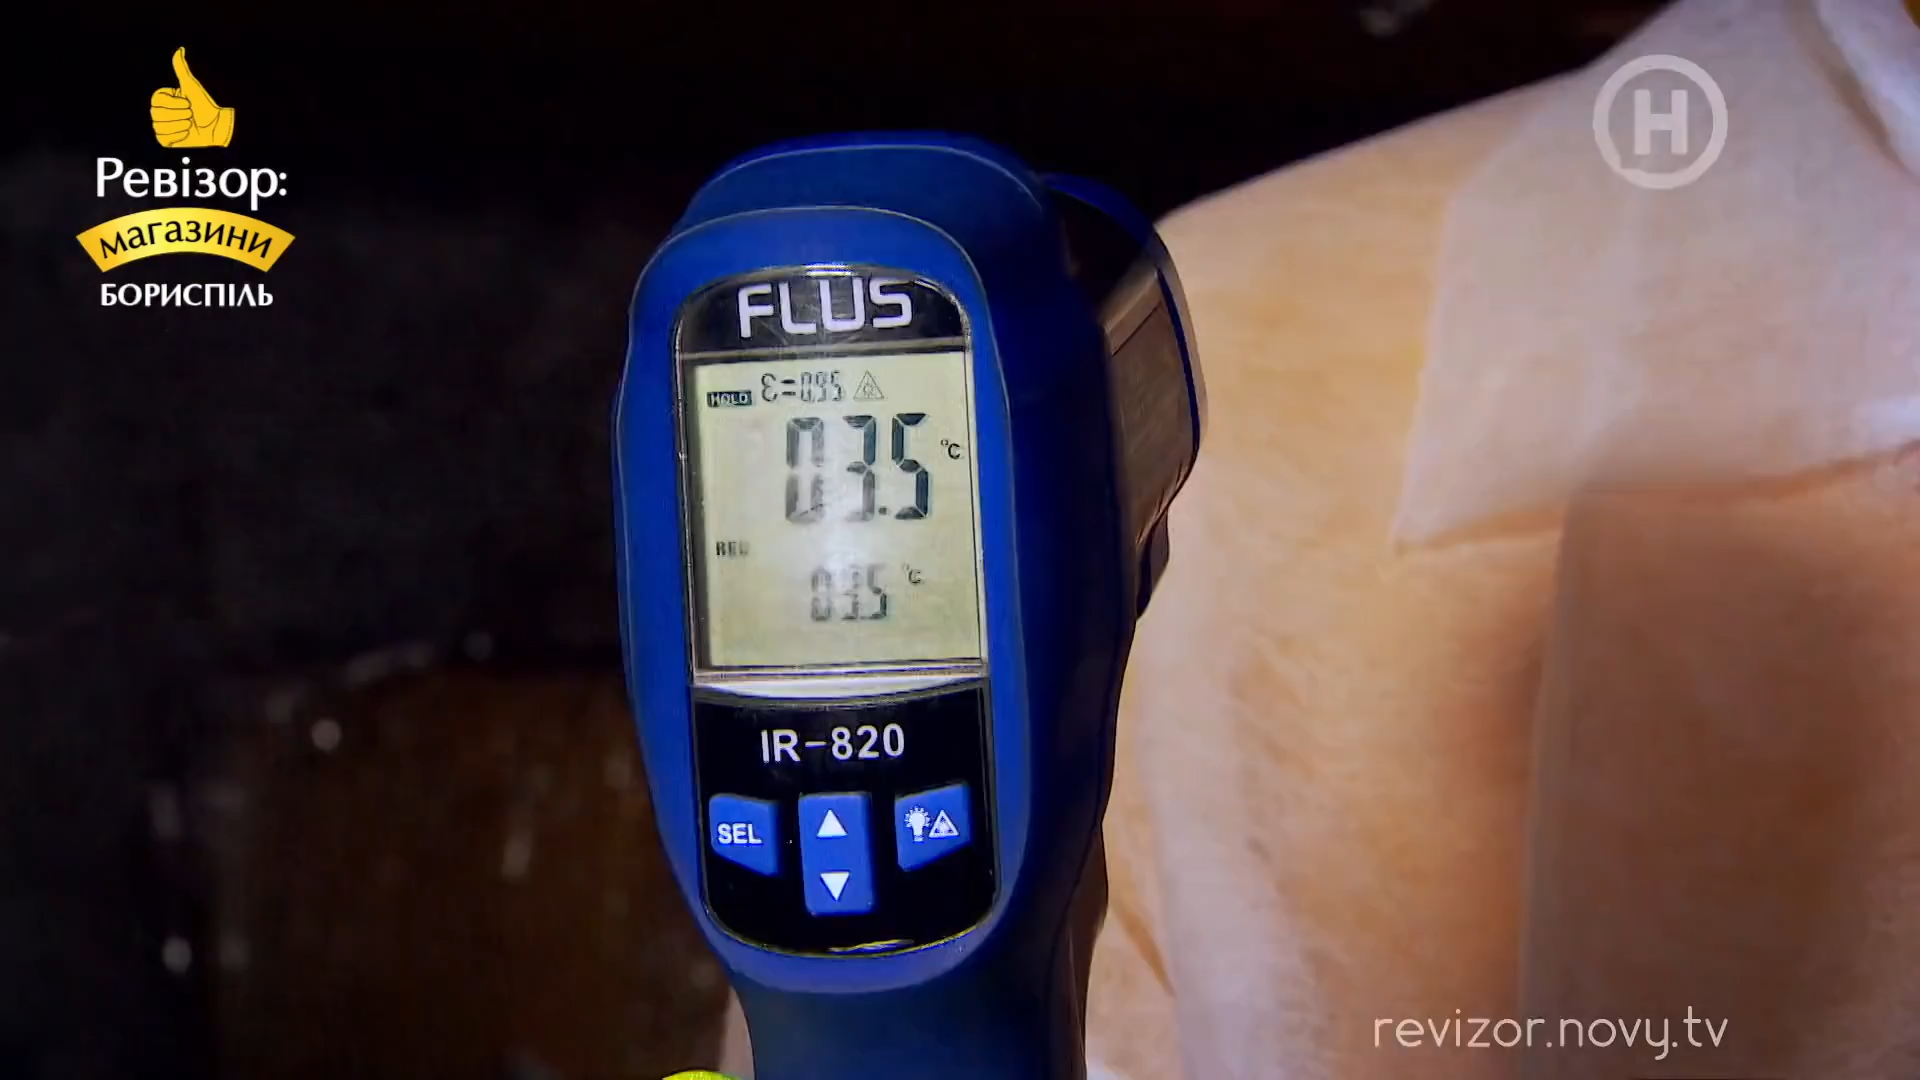 Ревізор:
магазини
БОРИСПІЛЬ
H
FLUS
HOLD ε=0.95
03.5 °C
03.5 °C
IR-820
SEL
revizor.novy.tv